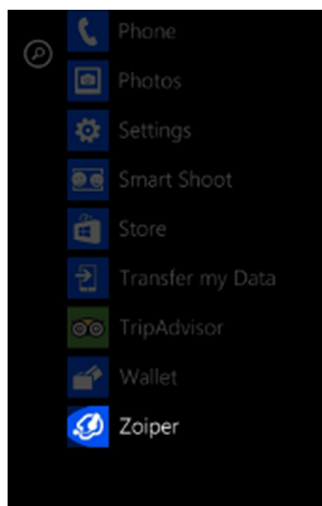 Phone
Photos
Settings
Smart Shoot
Store
Transfer my Data
TripAdvisor
Wallet
Zoiper